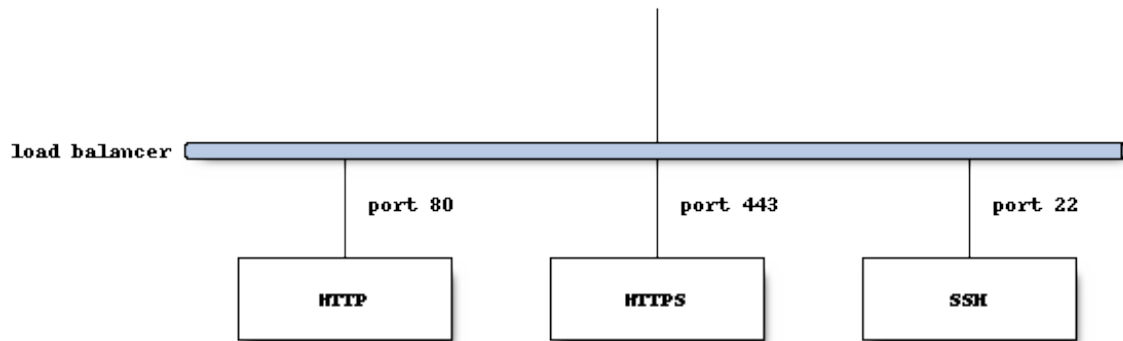 load balancer
port 80
port 443
port 22
HTTP
HTTPS
SSH